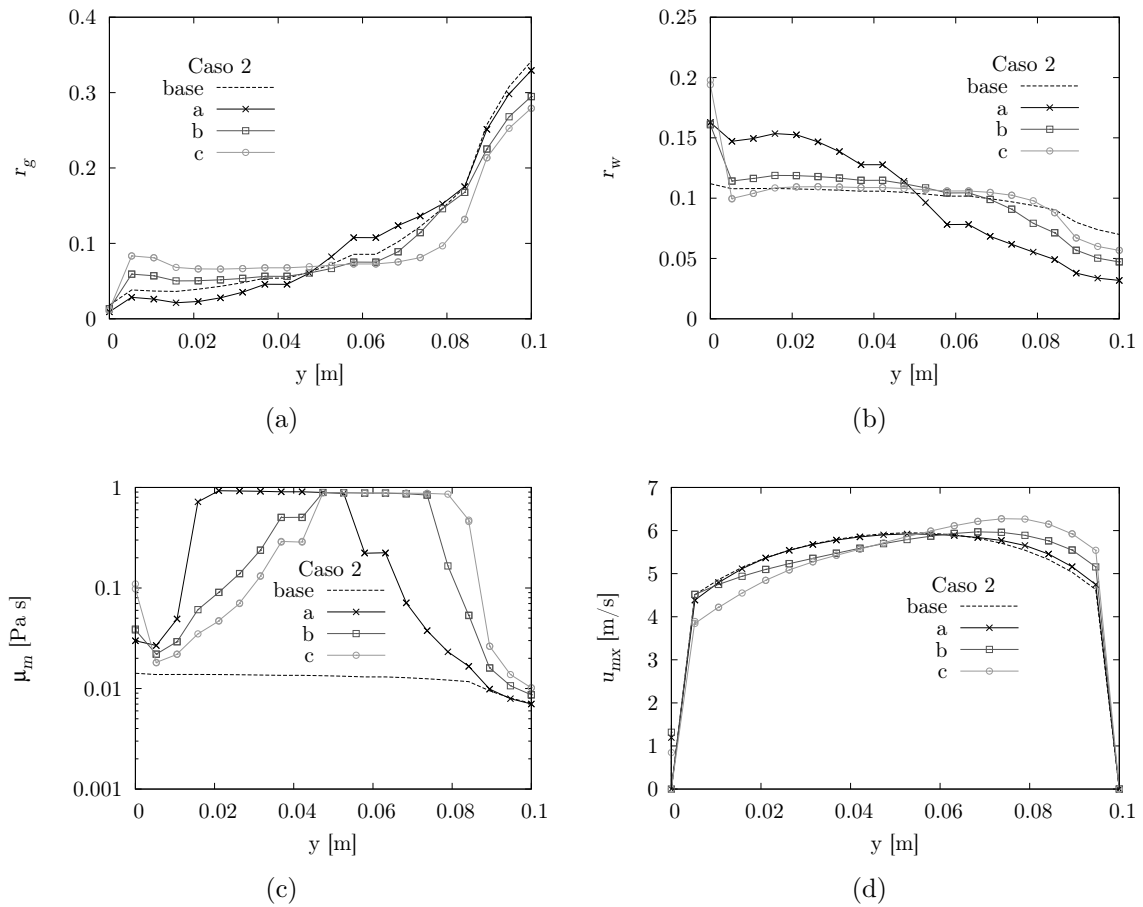 0.4
0.3
0.2
0.1
0
r_g
Caso 2
base
a
b
c
0 0.02 0.04 0.06 0.08 0.1
y [m]
(a)
0.25
0.2
0.15
0.1
0.05
0
r_w
Caso 2
base
a
b
c
0 0.02 0.04 0.06 0.08 0.1
y [m]
(b)
1
0.1
0.01
0.001
μ_m [Pa s]
Caso 2
base
a
b
c
0 0.02 0.04 0.06 0.08 0.1
y [m]
(c)
7
6
5
4
3
2
1
0
u_mx [m/s]
Caso 2
base
a
b
c
0 0.02 0.04 0.06 0.08 0.1
y [m]
(d)